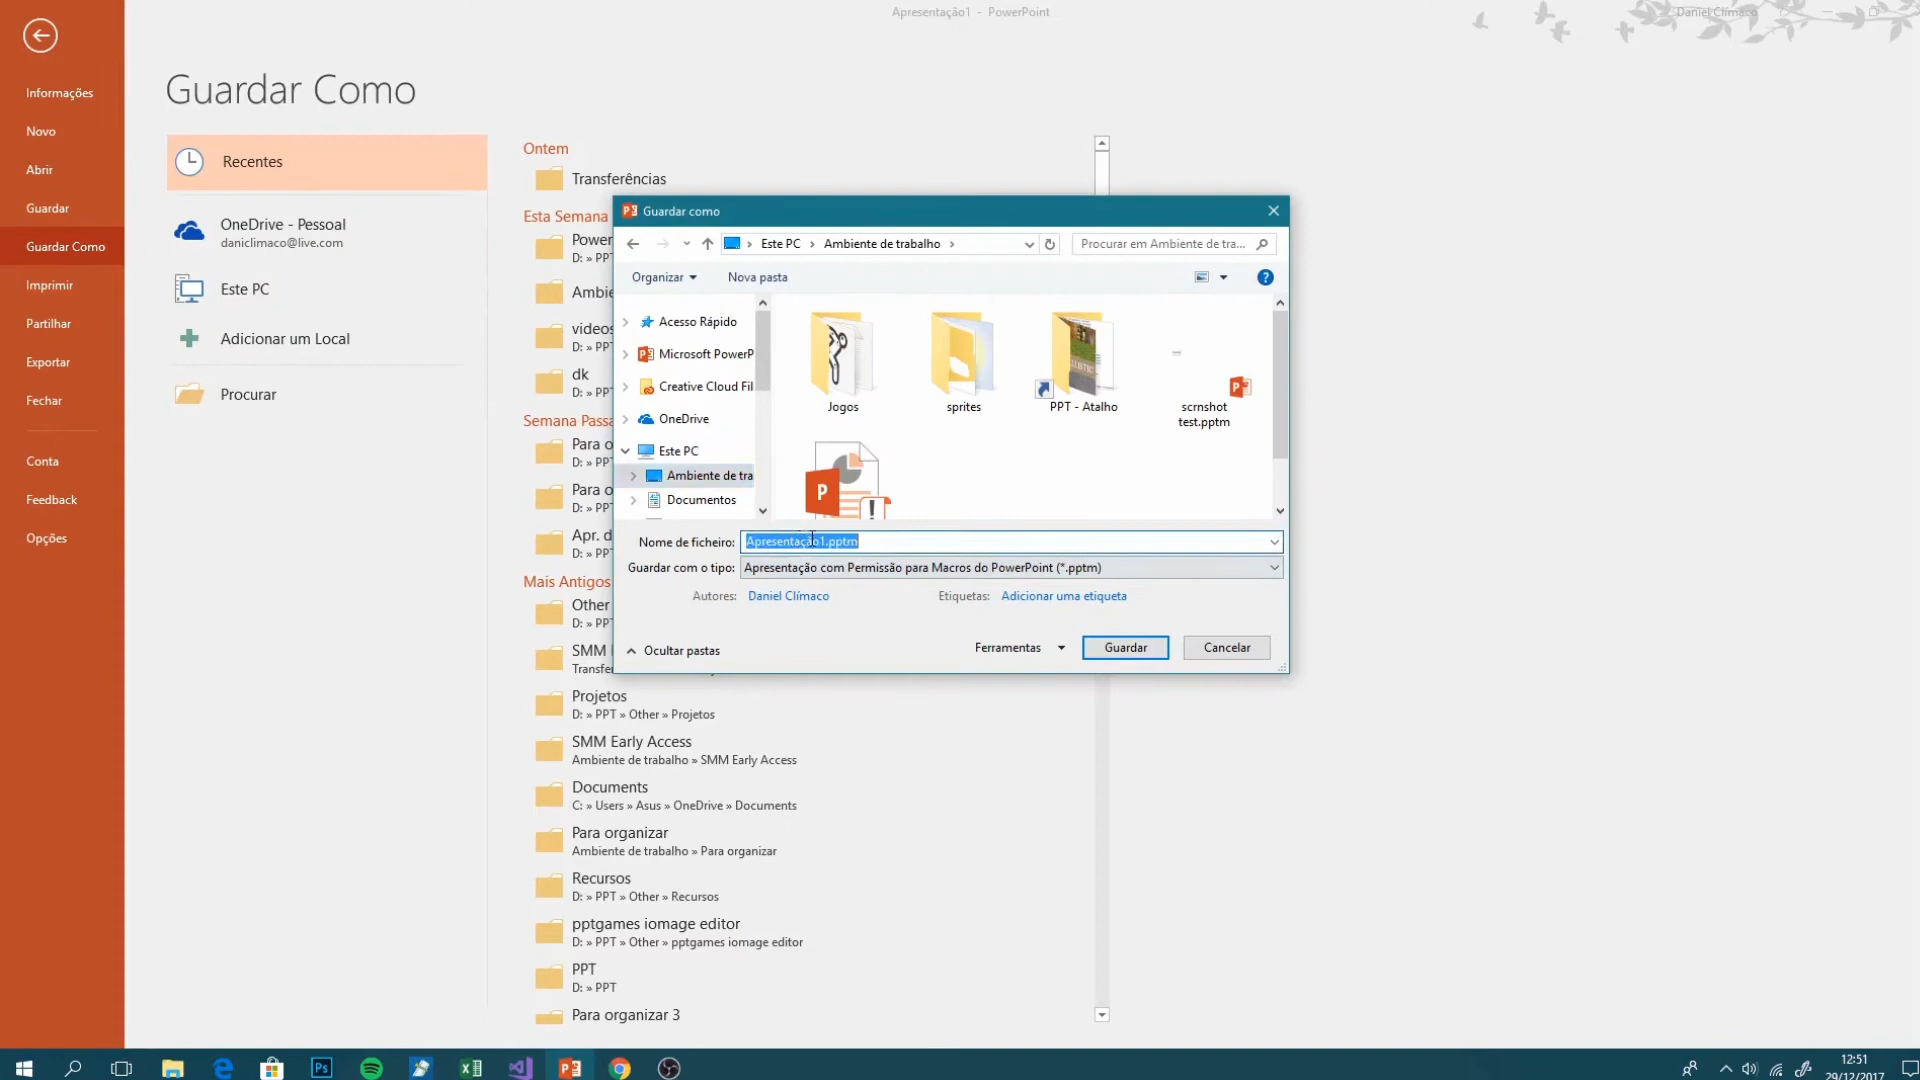 Apresentação1 - PowerPoint
Daniel Clímaco
?
Guardar Como
Informações
Novo
Abrir
Guardar
Guardar Como
Imprimir
Partilhar
Exportar
Fechar
Conta
Feedback
Opções
Recentes
OneDrive - Pessoal
daniclimaco@live.com
Este PC
Adicionar um Local
Procurar
Ontem
Transferências
Esta Semana
Power
D: » PPT
Ambie
videos
D: » PPT
dk
D: » PPT
Semana Passa
Para o
D: » PPT
Para o
D: » PPT
Apr. d
D: » PPT
Mais Antigos
Other
D: » PPT
SMM
Transfe
Projetos
D: » PPT » Other » Projetos
SMM Early Access
Ambiente de trabalho » SMM Early Access
Documents
C: » Users » Asus » OneDrive » Documents
Para organizar
Ambiente de trabalho » Para organizar
Recursos
D: » PPT » Other » Recursos
pptgames iomage editor
D: » PPT » Other » pptgames iomage editor
PPT
D: » PPT
Para organizar 3
Guardar como
Este PC › Ambiente de trabalho ›
Procurar em Ambiente de tra...
Organizar
Nova pasta
?
Acesso Rápido
Microsoft PowerP
Creative Cloud Fil
OneDrive
Este PC
Ambiente de tra
Documentos
Jogos
sprites
PPT - Atalho
scrnshot
test.pptm
P
Nome de ficheiro: Apresentação1.pptm
Guardar com o tipo: Apresentação com Permissão para Macros do PowerPoint (*.pptm)
Autores: Daniel Clímaco
Etiquetas: Adicionar uma etiqueta
Ocultar pastas
Ferramentas
Guardar
Cancelar
Ps
12:51
29/12/2017